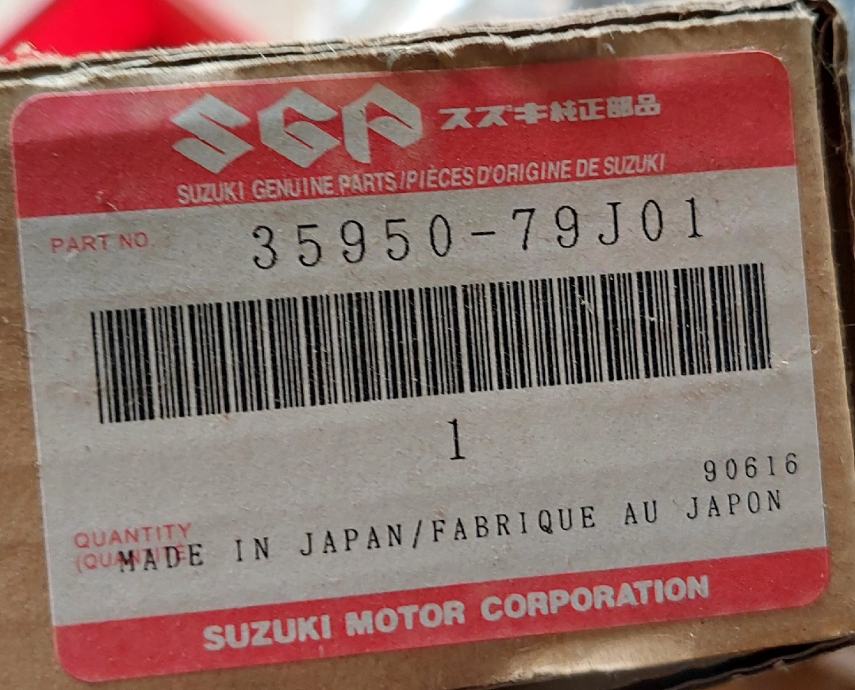 SGP スズキ純正部品
SUZUKI GENUINE PARTS/PIÈCES D'ORIGINE DE SUZUKI
PART NO. 35950-79J01
1
90616
QUANTITY
(QUANTITÉ)
MADE IN JAPAN/FABRIQUE AU JAPON
SUZUKI MOTOR CORPORATION